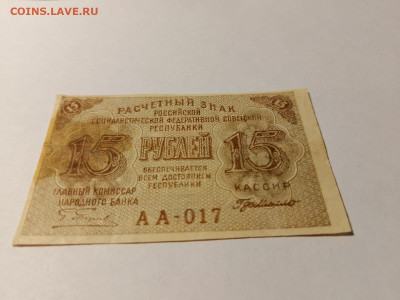 COINS.LAVE.RU
РАСЧЕТНЫЙ ЗНАК
РОССИЙСКОЙ
СОЦИАЛИСТИЧЕСКОЙ ФЕДЕРАТИВНОЙ СОВЕТСКОЙ
РЕСПУБЛИКИ
15 РУБЛЕЙ 15
ОБЕСПЕЧИВАЕТСЯ
ВСЕМ ДОСТОЯНИЕМ
РЕСПУБЛИКИ
ГЛАВНЫЙ КОМИССАР
НАРОДНОГО БАНКА
КАССИР
АА-017